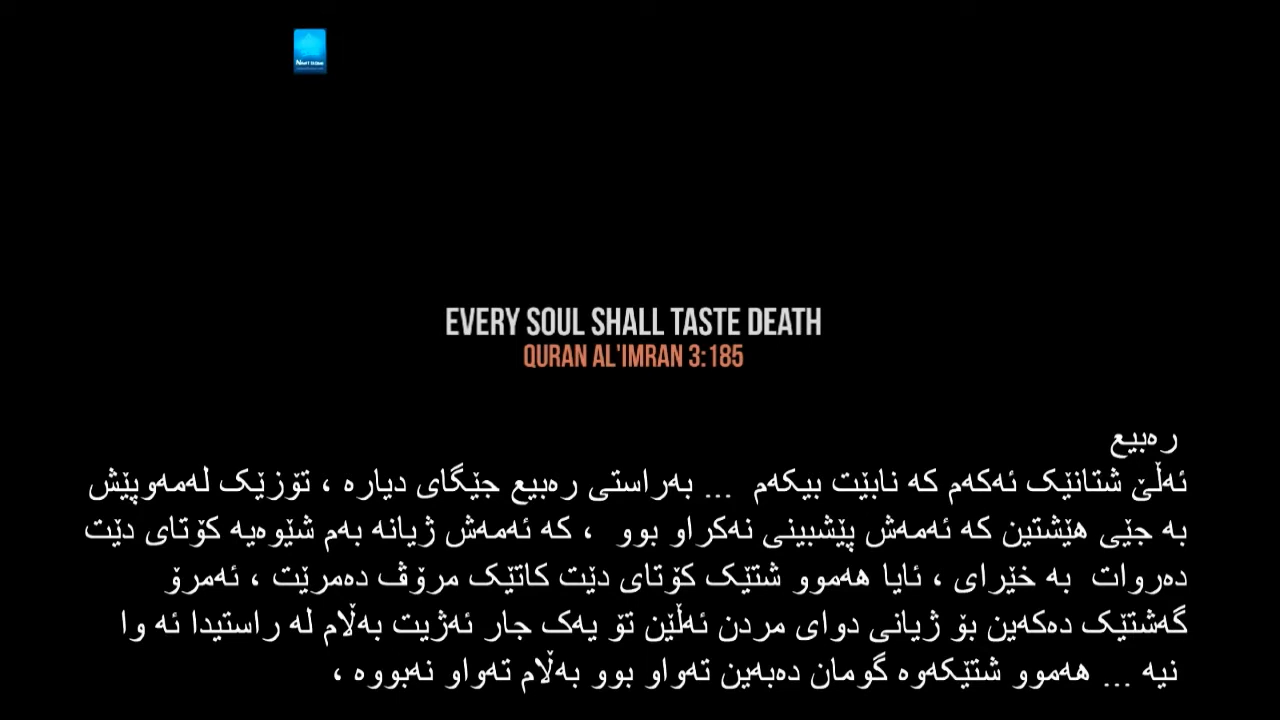 EVERY SOUL SHALL TASTE DEATH
QURAN AL'IMRAN 3:185
رەبیع
ئەڵێ شتانێک ئەکەم کە نابێت بیکەم ... بەراستی رەبیع جێگای دیارە ، تۆزێک لەمەوپێش
بە جێی هێشتین کە ئەمەش پێشبینی نەکراو بوو ، کە ئەمەش ژیانە بەم شێوەیە کۆتای دێت
دەروات بە خێرای ، ئایا هەموو شتێک کۆتای دێت کاتێک مرۆڤ دەمرێت ، ئەمرۆ
گەشتێک دەکەین بۆ ژیانی دوای مردن ئەڵێن تۆ یەک جار ئەژیت بەڵام لە راستیدا ئە وا
نیە ... هەموو شتێکەوە گومان دەبەین تەواو بوو بەڵام تەواو نەبووە ،